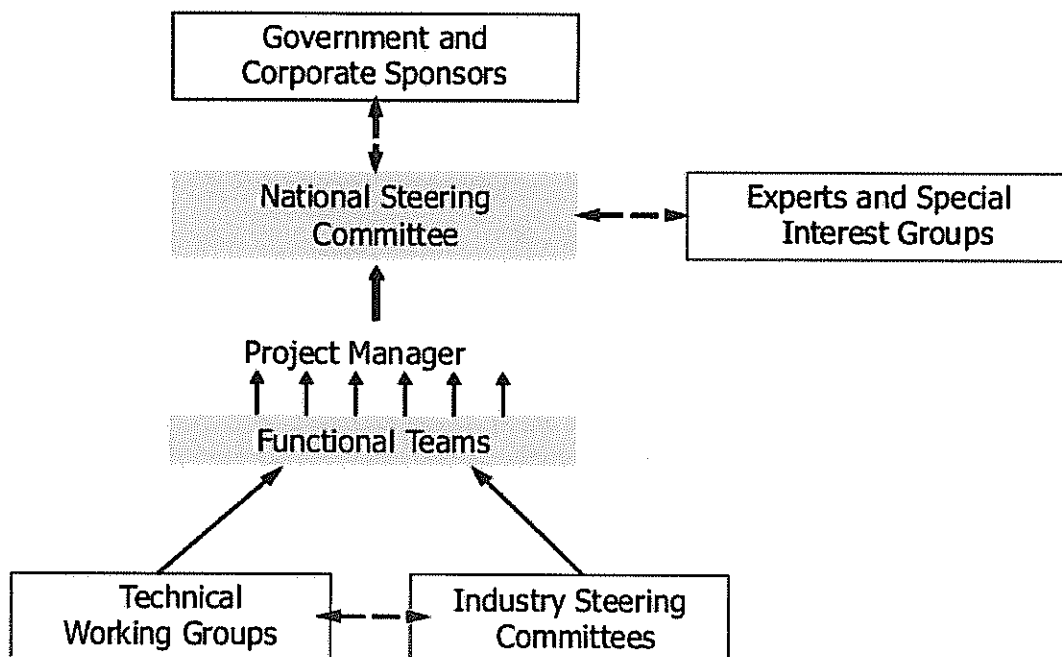 Government and
Corporate Sponsors
National Steering
Committee
Experts and Special
Interest Groups
Project Manager
Functional Teams
Technical
Working Groups
Industry Steering
Committees